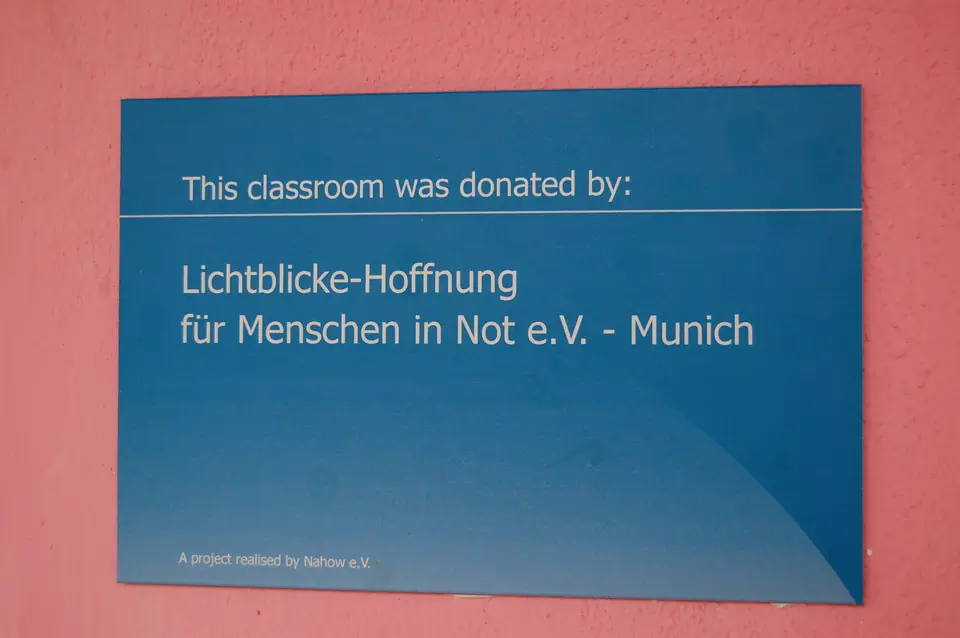 This classroom was donated by:
Lichtblicke-Hoffnung
für Menschen in Not e.V. - Munich
A project realised by Nahow e.V.